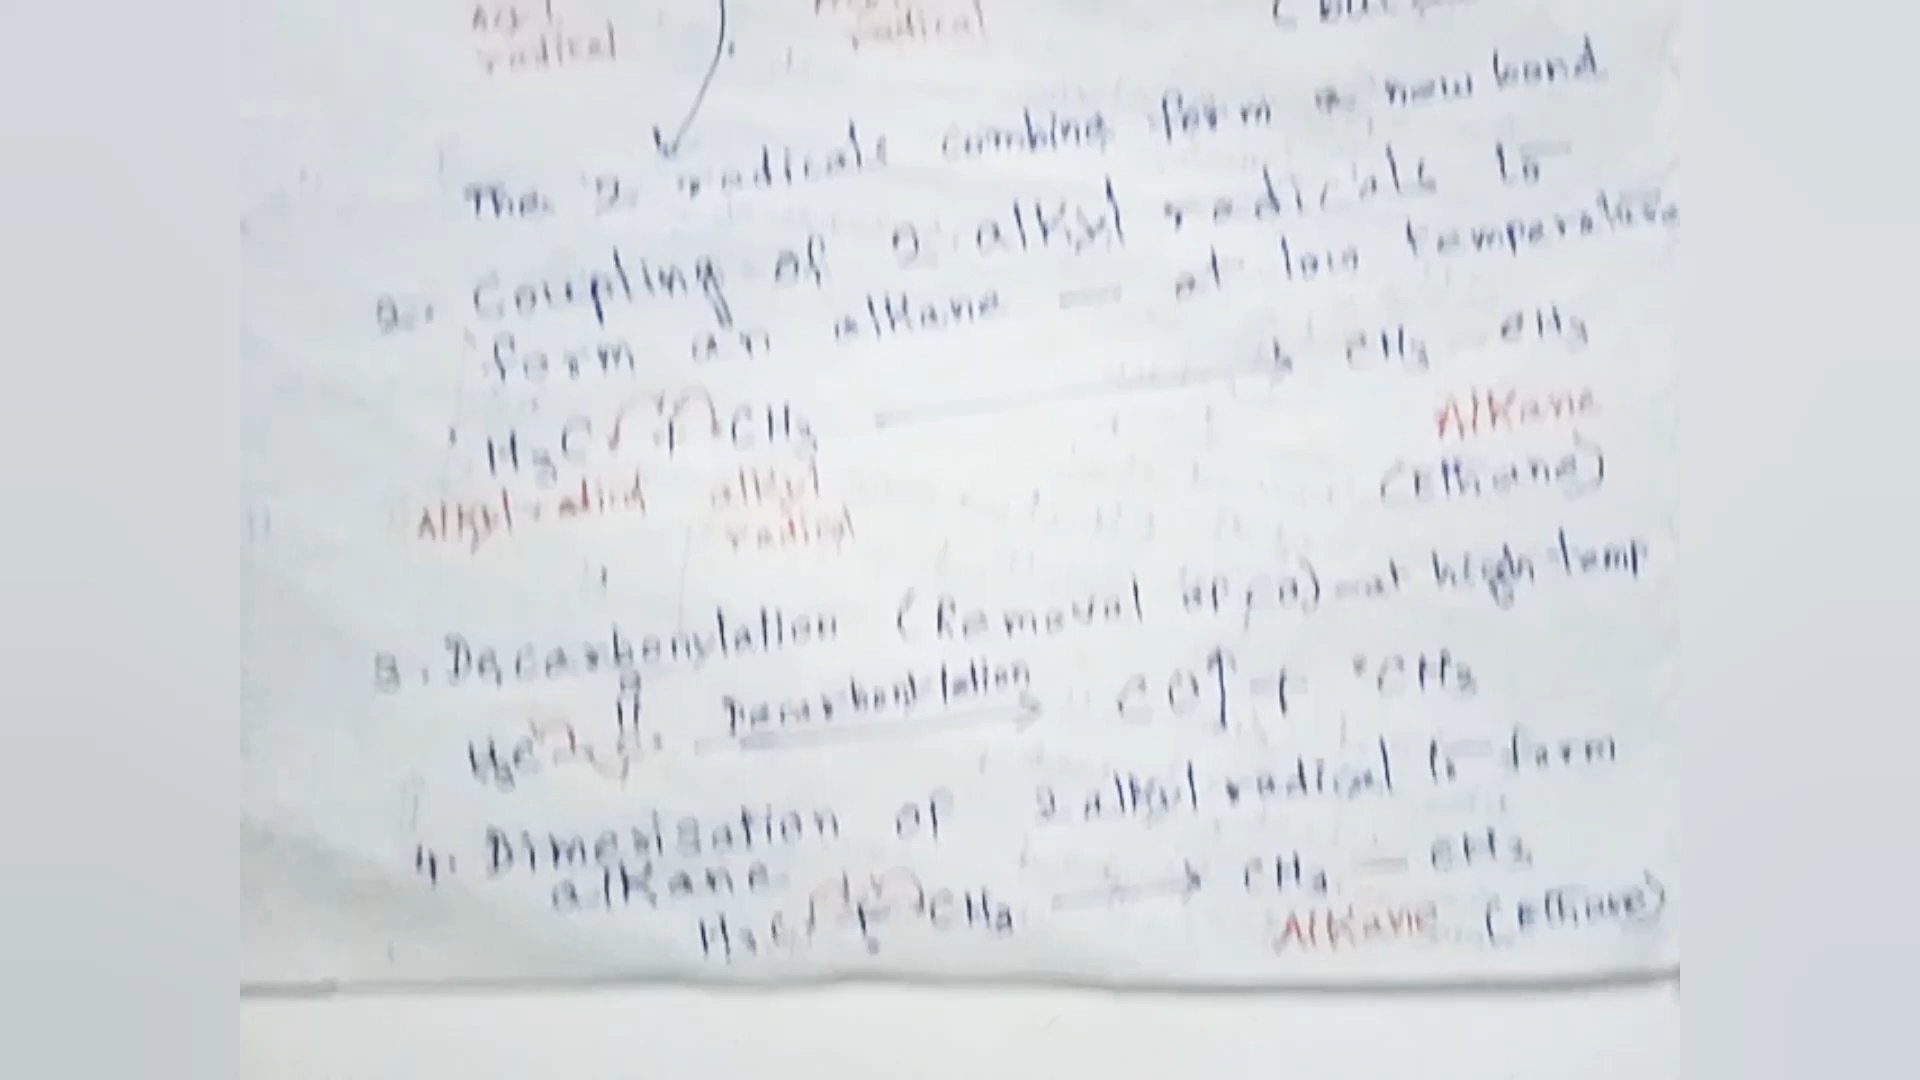 Acyl radical
radical
The 2 radicals combine form a new bond
2. Coupling of 2 alkyl radicals to
form an alkane — at low temperature
H₃C· + ·CH₃ → CH₃ — CH₃
Alkyl radical alkyl radical Alkane
(Ethane)
3. Decarbonylation (Removal of CO) - at high temp
O
H₃C C· Decarbonylation → CO↑ + •CH₃
4. Dimerisation of 2 alkyl radical to form
alkane
H₃C· + ·CH₃ → CH₃ — CH₃
Alkane (Ethane)